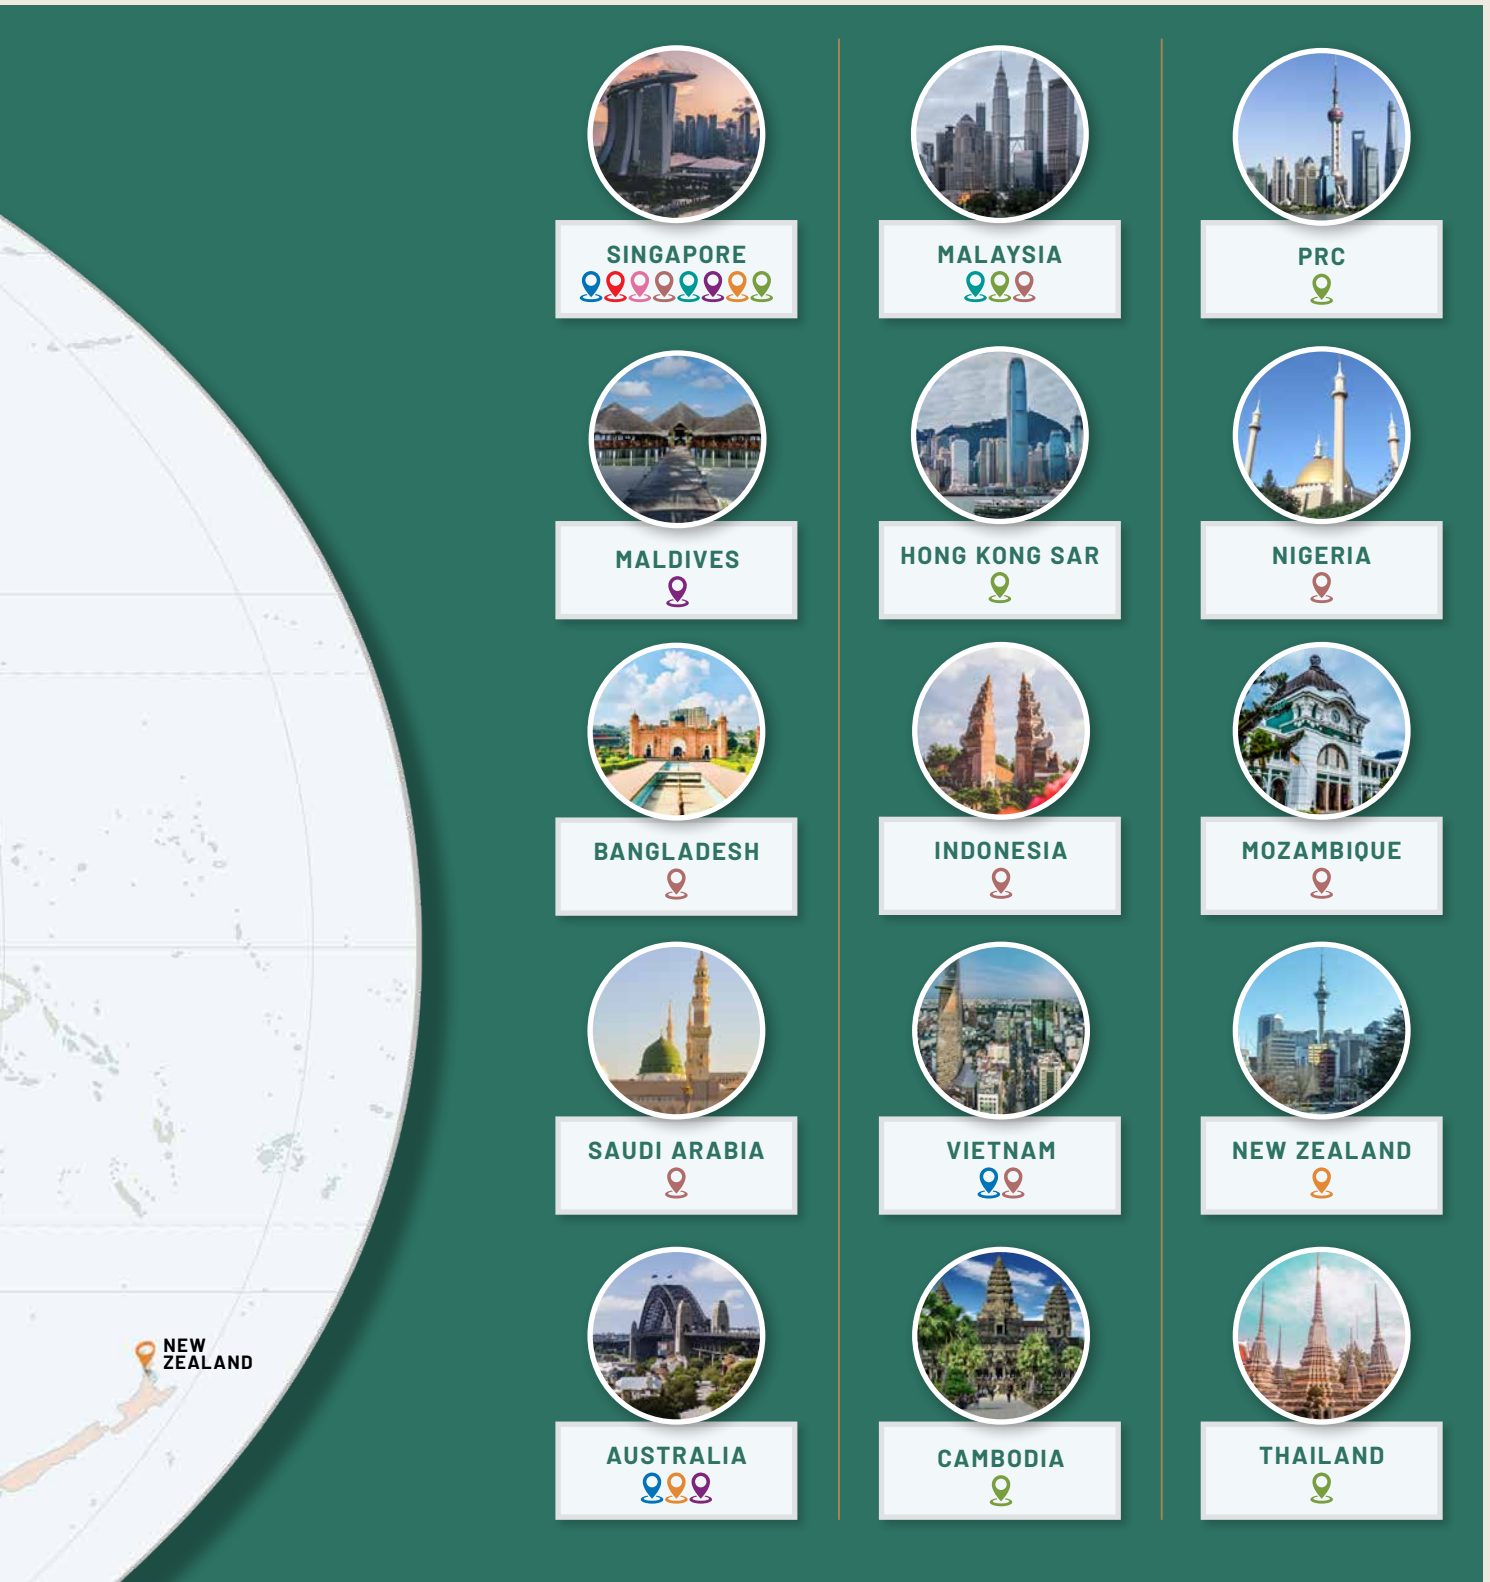 SINGAPORE
MALAYSIA
PRC
MALDIVES
HONG KONG SAR
NIGERIA
BANGLADESH
INDONESIA
MOZAMBIQUE
SAUDI ARABIA
VIETNAM
NEW ZEALAND
NEW
ZEALAND
AUSTRALIA
CAMBODIA
THAILAND